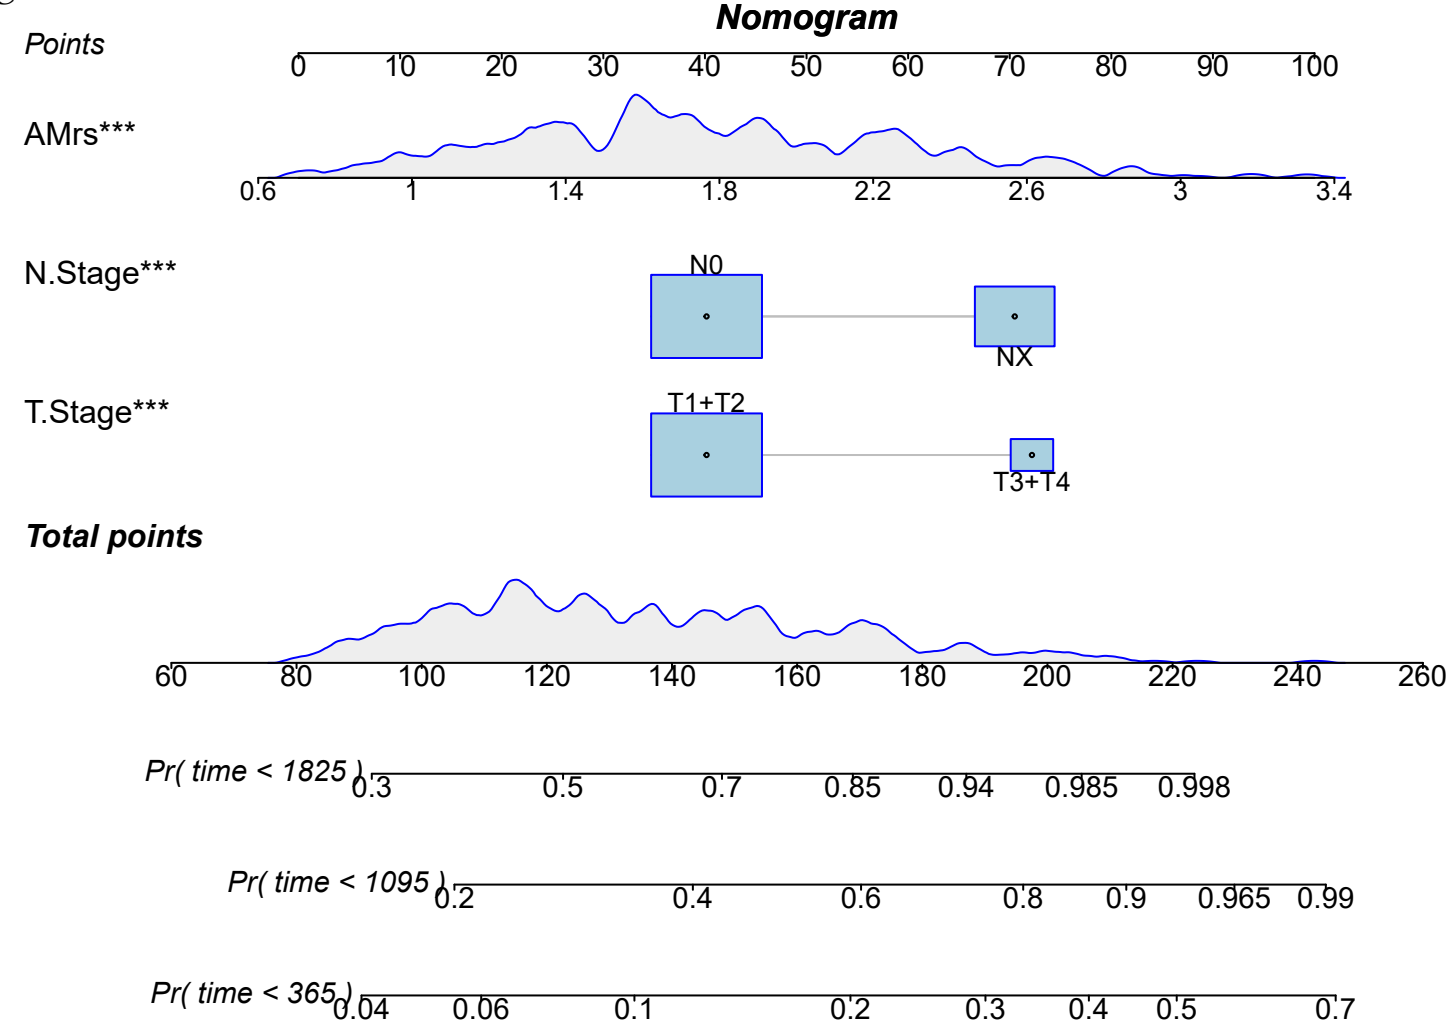 Nomogram
Points
0 10 20 30 40 50 60 70 80 90 100
AMrs***
0.6 1 1.4 1.8 2.2 2.6 3 3.4
N.Stage***
N0
NX
T.Stage***
T1+T2
T3+T4
Total points
60 80 100 120 140 160 180 200 220 240 260
Pr( time < 1825 )
0.3 0.5 0.7 0.85 0.94 0.985 0.998
Pr( time < 1095 )
0.2 0.4 0.6 0.8 0.9 0.965 0.99
Pr( time < 365 )
0.04 0.06 0.1 0.2 0.3 0.4 0.5 0.7